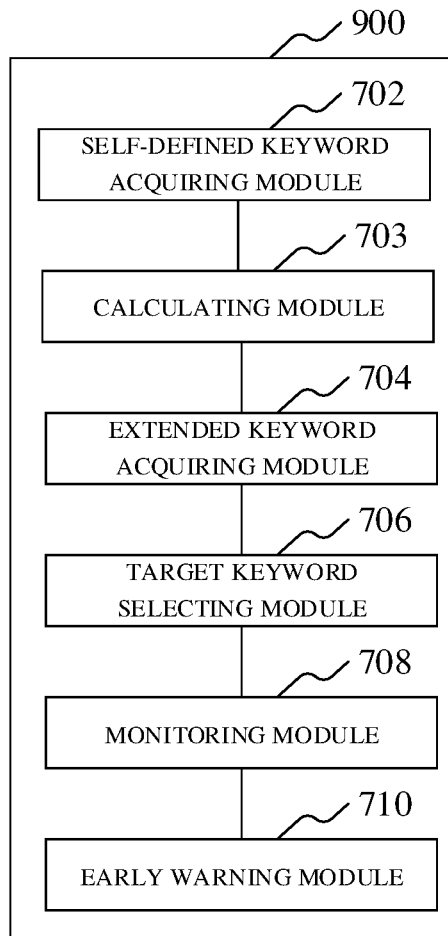 900
702
SELF-DEFINED KEYWORD
ACQUIRING MODULE
703
CALCULATING MODULE
704
EXTENDED KEYWORD
ACQUIRING MODULE
706
TARGET KEYWORD
SELECTING MODULE
708
MONITORING MODULE
710
EARLY WARNING MODULE